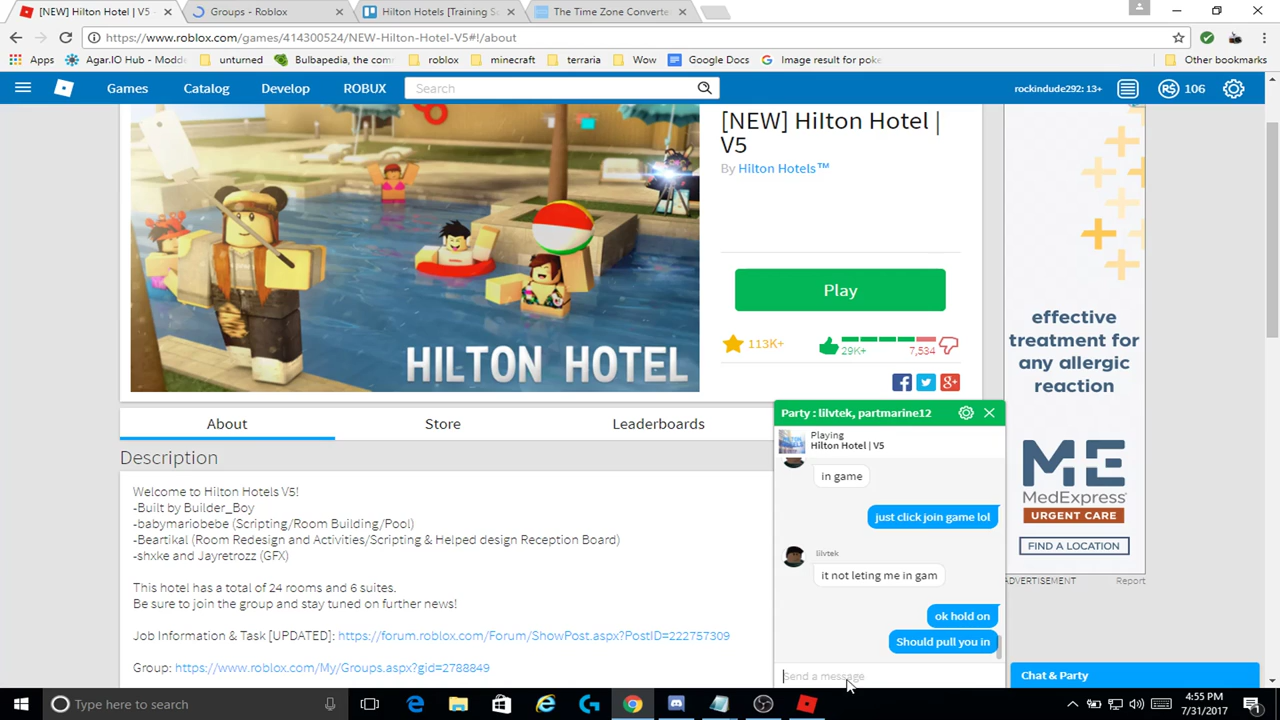 [NEW] Hilton Hotel | V5
Groups - Roblox
Hilton Hotels [Training Sc
The Time Zone Converte
https://www.roblox.com/games/414300524/NEW-Hilton-Hotel-V5#!/about
Apps
Agar.IO Hub - Modde
unturned
Bulbapedia, the com
roblox
minecraft
terraria
Wow
Google Docs
Image result for poke
Other bookmarks
Games
Catalog
Develop
ROBUX
Search
rockindude292: 13+
R$
106
HILTON HOTEL
[NEW] Hilton Hotel |
V5
By Hilton Hotels™
Play
113K+
29K+
7,534
About
Store
Leaderboards
Description
Welcome to Hilton Hotels V5!
-Built by Builder_Boy
-babymariobebe (Scripting/Room Building/Pool)
-Beartikal (Room Redesign and Activities/Scripting & Helped design Reception Board)
-shxke and Jayretrozz (GFX)
This hotel has a total of 24 rooms and 6 suites.
Be sure to join the group and stay tuned on further news!
Job Information & Task [UPDATED]: https://forum.roblox.com/Forum/ShowPost.aspx?PostID=222757309
Group: https://www.roblox.com/My/Groups.aspx?gid=2788849
Party : lilvtek, partmarine12
Playing
Hilton Hotel | V5
in game
just click join game lol
lilvtek
it not leting me in gam
ok hold on
Should pull you in
Send a message
Chat & Party
effective
treatment for
any allergic
reaction
ME
MedExpress®
URGENT CARE
FIND A LOCATION
ADVERTISEMENT
Report
Type here to search
4:55 PM
7/31/2017